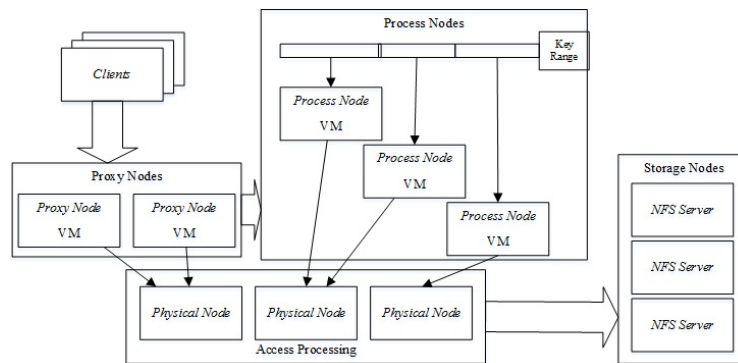 Process Nodes
Key
Range
Clients
Process Node
VM
Process Node
VM
Process Node
VM
Proxy Nodes
Proxy Node
VM
Proxy Node
VM
Storage Nodes
NFS Server
NFS Server
NFS Server
Physical Node
Physical Node
Physical Node
Access Processing